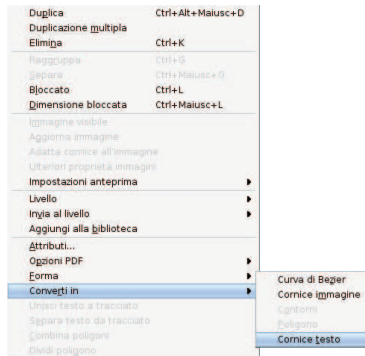 Duplica Ctrl+Alt+Maiusc+D
Duplicazione multipla
Elimina Ctrl+K
Raggruppa Ctrl+G
Separa Ctrl+Maiusc+G
Bloccato Ctrl+L
Dimensione bloccata Ctrl+Maiusc+L
Immagine visibile
Aggiorna immagine
Adatta cornice all'immagine
Ulteriori proprietà immagini
Impostazioni anteprima
Livello
Invia al livello
Aggiungi alla biblioteca
Attributi...
Opzioni PDF
Forma
Converti in
Unisci testo a tracciato
Separa testo da tracciato
Combina poligoni
Dividi poligono
Curva di Bezier
Cornice immagine
Contorni
Poligono
Cornice testo